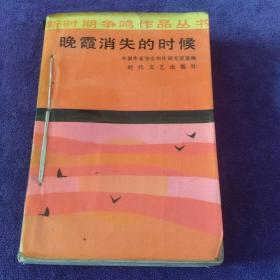 新时期争鸣作品丛书
晚霞消失的时候
中国作家协会创作研究室选编
时代文艺出版社